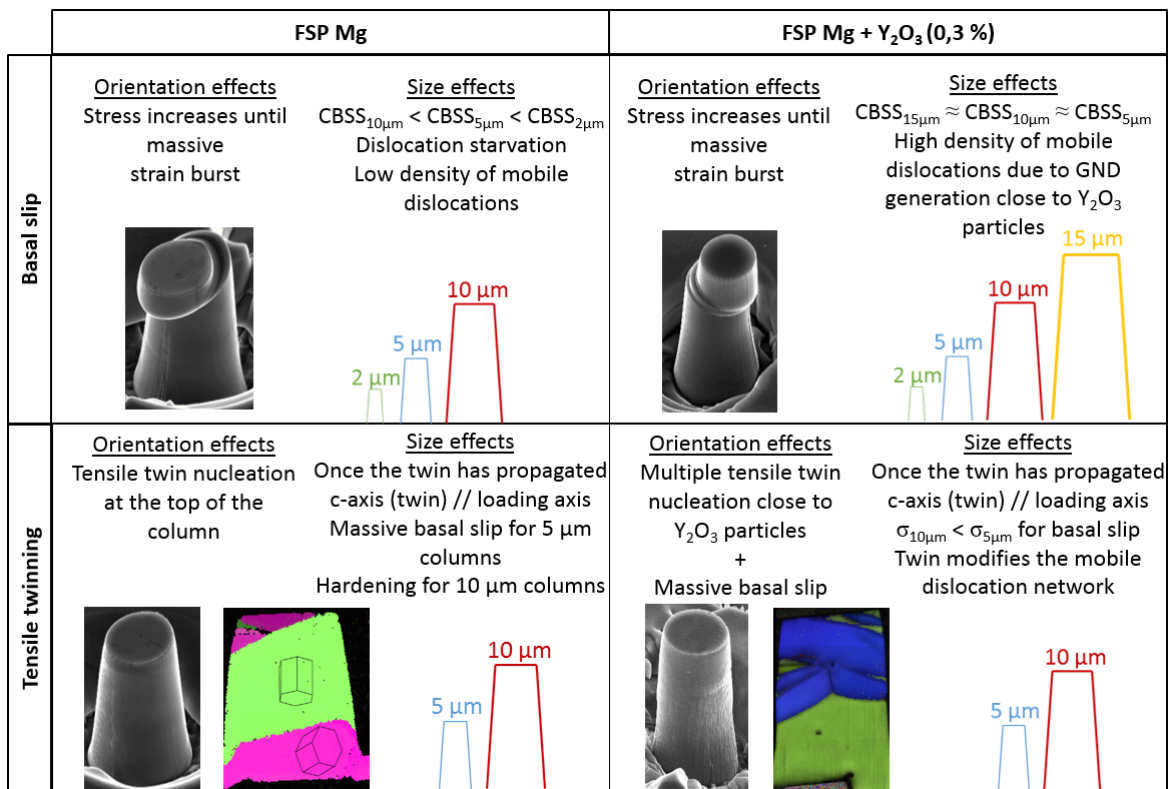 FSP Mg
FSP Mg + Y₂O₃ (0,3 %)
Basal slip
Orientation effects
Stress increases until
massive
strain burst
Size effects
CBSS₁₀μm < CBSS₅μm < CBSS₂μm
Dislocation starvation
Low density of mobile
dislocations
2 μm
5 μm
10 μm
Orientation effects
Stress increases until
massive
strain burst
Size effects
CBSS₁₅μm ≈ CBSS₁₀μm ≈ CBSS₅μm
High density of mobile
dislocations due to GND
generation close to Y₂O₃
particles
2 μm
5 μm
10 μm
15 μm
Tensile twinning
Orientation effects
Tensile twin nucleation
at the top of the
column
Size effects
Once the twin has propagated
c-axis (twin) // loading axis
Massive basal slip for 5 μm
columns
Hardening for 10 μm columns
5 μm
10 μm
Orientation effects
Multiple tensile twin
nucleation close to
Y₂O₃ particles
+
Massive basal slip
Size effects
Once the twin has propagated
c-axis (twin) // loading axis
σ₁₀μm < σ₅μm for basal slip
Twin modifies the mobile
dislocation network
5 μm
10 μm